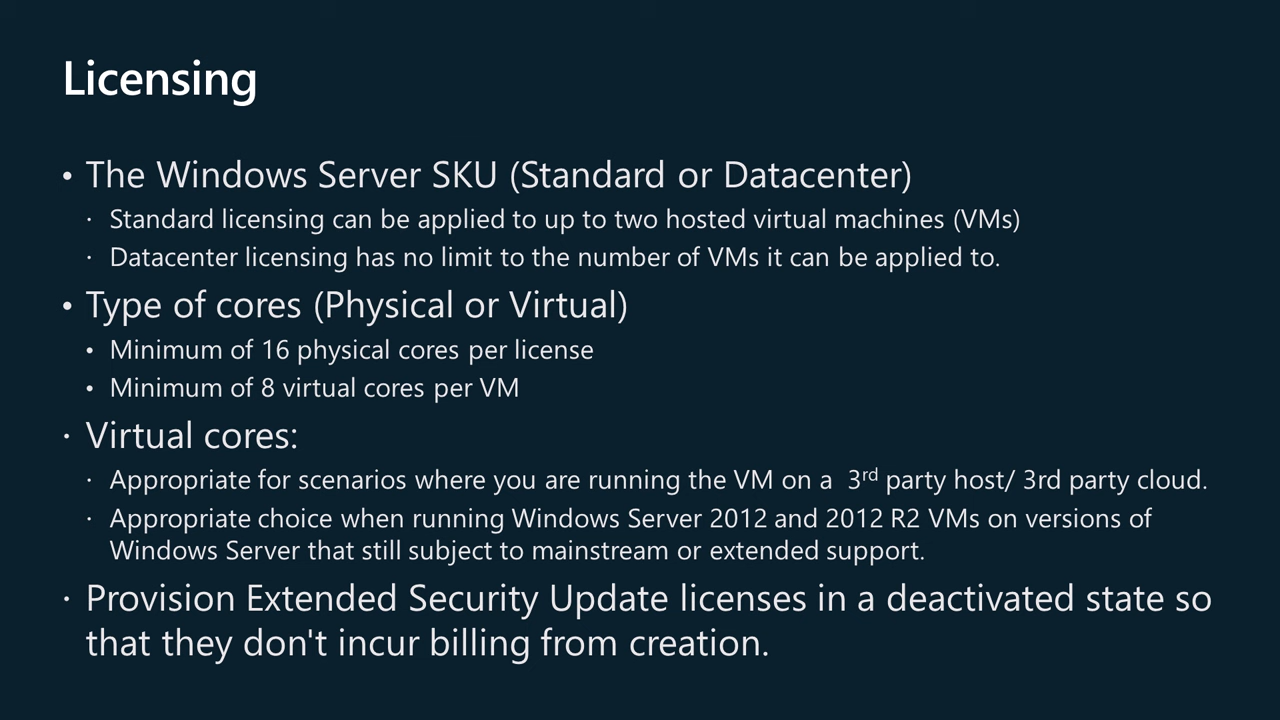 Licensing
• The Windows Server SKU (Standard or Datacenter)
· Standard licensing can be applied to up to two hosted virtual machines (VMs)
· Datacenter licensing has no limit to the number of VMs it can be applied to.
• Type of cores (Physical or Virtual)
• Minimum of 16 physical cores per license
• Minimum of 8 virtual cores per VM
· Virtual cores:
· Appropriate for scenarios where you are running the VM on a  3rd party host/ 3rd party cloud.
· Appropriate choice when running Windows Server 2012 and 2012 R2 VMs on versions of
Windows Server that still subject to mainstream or extended support.
· Provision Extended Security Update licenses in a deactivated state so
that they don't incur billing from creation.